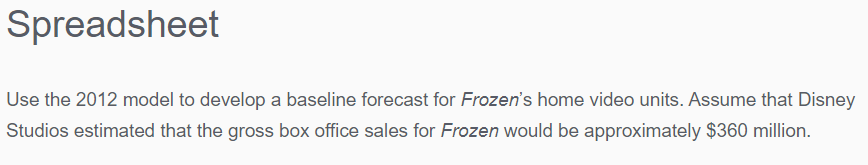 Spreadsheet
Use the 2012 model to develop a baseline forecast for Frozen's home video units. Assume that Disney
Studios estimated that the gross box office sales for Frozen would be approximately $360 million.